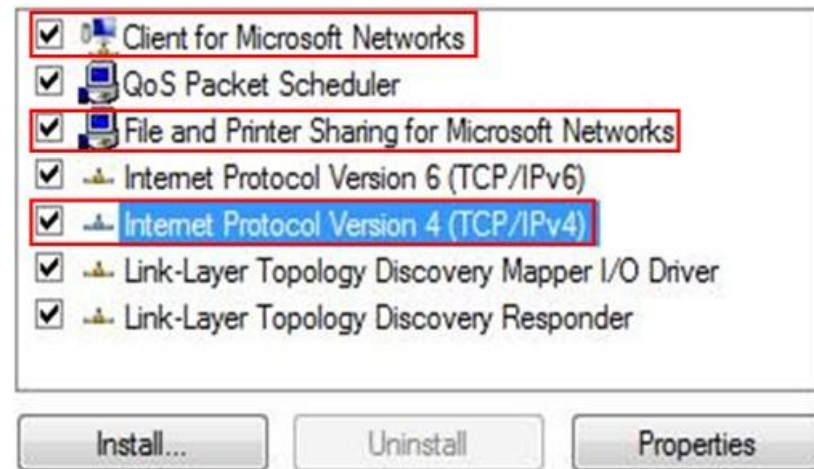 Client for Microsoft Networks
QoS Packet Scheduler
File and Printer Sharing for Microsoft Networks
Internet Protocol Version 6 (TCP/IPv6)
Internet Protocol Version 4 (TCP/IPv4)
Link-Layer Topology Discovery Mapper I/O Driver
Link-Layer Topology Discovery Responder
Install... Uninstall Properties